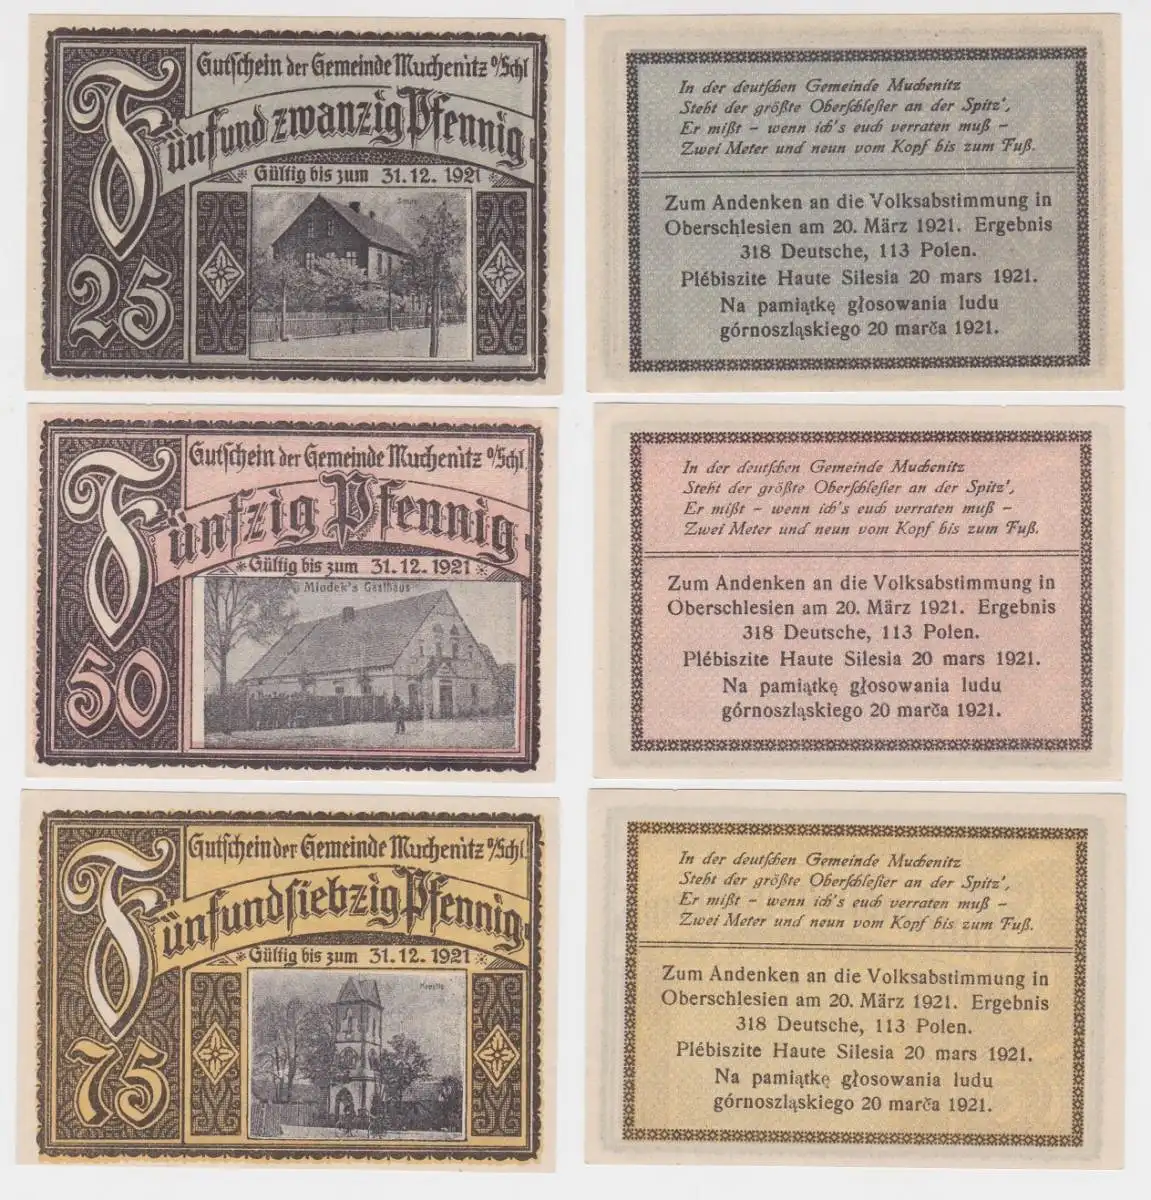 Gutschein der Gemeinde Muchenitz O/Schl
Fünfundzwanzig Pfennig
Gültig bis zum 31.12.1921
25
In der deutschen Gemeinde Muchenitz
Steht der größte Oberschlesier an der Spitz',
Er mißt – wenn ich's euch verraten muß –
Zwei Meter und neun vom Kopf bis zum Fuß.
Zum Andenken an die Volksabstimmung in
Oberschlesien am 20. März 1921. Ergebnis
318 Deutsche, 113 Polen.
Plébiszite Haute Silesia 20 mars 1921.
Na pamiątkę głosowania ludu
górnoszląskiego 20 marča 1921.
Gutschein der Gemeinde Muchenitz O/Schl
Fünfzig Pfennig
Gültig bis zum 31.12.1921
Miodek's Gasthaus
50
In der deutschen Gemeinde Muchenitz
Steht der größte Oberschlesier an der Spitz',
Er mißt – wenn ich's euch verraten muß –
Zwei Meter und neun vom Kopf bis zum Fuß.
Zum Andenken an die Volksabstimmung in
Oberschlesien am 20. März 1921. Ergebnis
318 Deutsche, 113 Polen.
Plébiszite Haute Silesia 20 mars 1921.
Na pamiątkę głosowania ludu
górnoszląskiego 20 marča 1921.
Gutschein der Gemeinde Muchenitz O/Schl
Fünfundsiebzig Pfennig
Gültig bis zum 31.12.1921
75
In der deutschen Gemeinde Muchenitz
Steht der größte Oberschlesier an der Spitz',
Er mißt – wenn ich's euch verraten muß –
Zwei Meter und neun vom Kopf bis zum Fuß.
Zum Andenken an die Volksabstimmung in
Oberschlesien am 20. März 1921. Ergebnis
318 Deutsche, 113 Polen.
Plébiszite Haute Silesia 20 mars 1921.
Na pamiątkę głosowania ludu
górnoszląskiego 20 marča 1921.